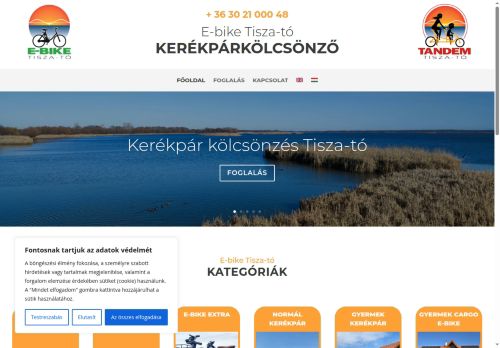 + 36 30 21 000 48
E-bike Tisza-tó
KERÉKPÁRKÖLCSÖNZŐ
E-BIKE
TISZA-TÓ
TANDEM
TISZA-TÓ
FŐOLDAL FOGLALÁS KAPCSOLAT
Kerékpár kölcsönzés Tisza-tó
FOGLALÁS
E-bike Tisza-tó
KATEGÓRIÁK
Fontosnak tartjuk az adatok védelmét
A böngészési élmény fokozása, a személyre szabott
hirdetések vagy tartalmak megjelenítése, valamint a
forgalom elemzése érdekében sütiket (cookie) használunk.
A "Mindet elfogadom" gombra kattintva hozzájárulhat a
sütik használatához.
Testreszabás Elutasít Az összes elfogadása
E-BIKE EXTRA
NORMÁL
KERÉKPÁR
GYERMEK
KERÉKPÁR
GYERMEK CARGO
E-BIKE